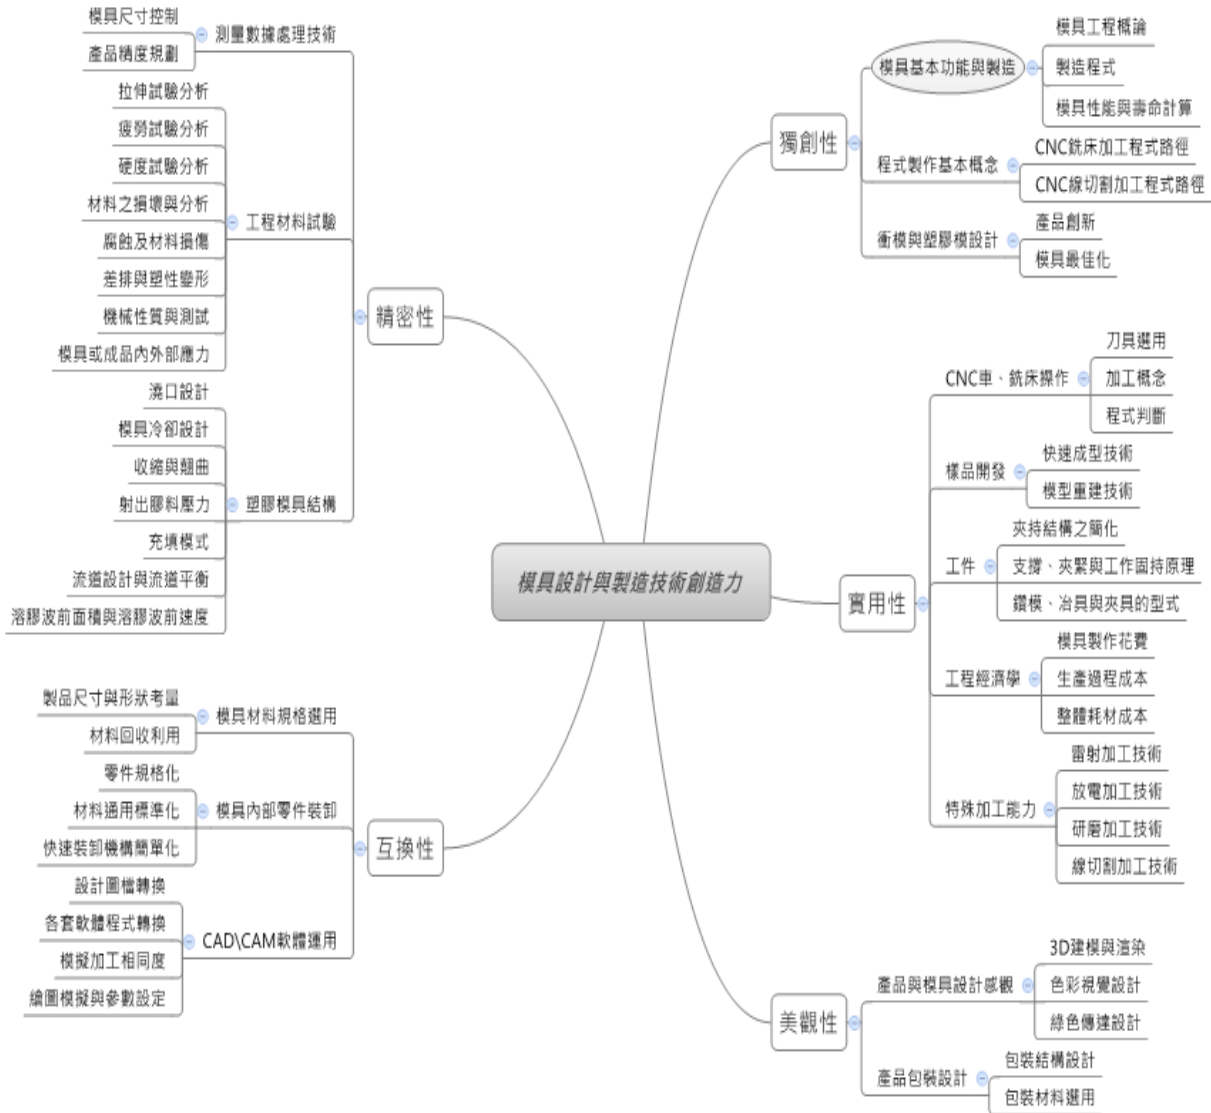 模具設計與製造技術創造力
獨創性
模具基本功能與製造
模具工程概論
製造程式
模具性能與壽命計算
程式製作基本概念
CNC銑床加工程式路徑
CNC線切割加工程式路徑
衝模與塑膠模設計
產品創新
模具最佳化
實用性
CNC車、銑床操作
刀具選用
加工概念
程式判斷
樣品開發
快速成型技術
模型重建技術
工件
夾持結構之簡化
支撐、夾緊與工作固持原理
鑽模、冶具與夾具的型式
工程經濟學
模具製作花費
生產過程成本
整體耗材成本
特殊加工能力
雷射加工技術
放電加工技術
研磨加工技術
線切割加工技術
美觀性
產品與模具設計感觀
3D建模與渲染
色彩視覺設計
綠色傳達設計
產品包裝設計
包裝結構設計
包裝材料選用
精密性
測量數據處理技術
模具尺寸控制
產品精度規劃
工程材料試驗
拉伸試驗分析
疲勞試驗分析
硬度試驗分析
材料之損壞與分析
腐蝕及材料損傷
差排與塑性變形
機械性質與測試
模具或成品內外部應力
塑膠模具結構
澆口設計
模具冷卻設計
收縮與翹曲
射出膠料壓力
充填模式
流道設計與流道平衡
溶膠波前面積與溶膠波前速度
互換性
模具材料規格選用
製品尺寸與形狀考量
材料回收利用
模具內部零件裝卸
零件規格化
材料通用標準化
快速裝卸機構簡單化
CAD\CAM軟體運用
設計圖檔轉換
各套軟體程式轉換
模擬加工相同度
繪圖模擬與參數設定